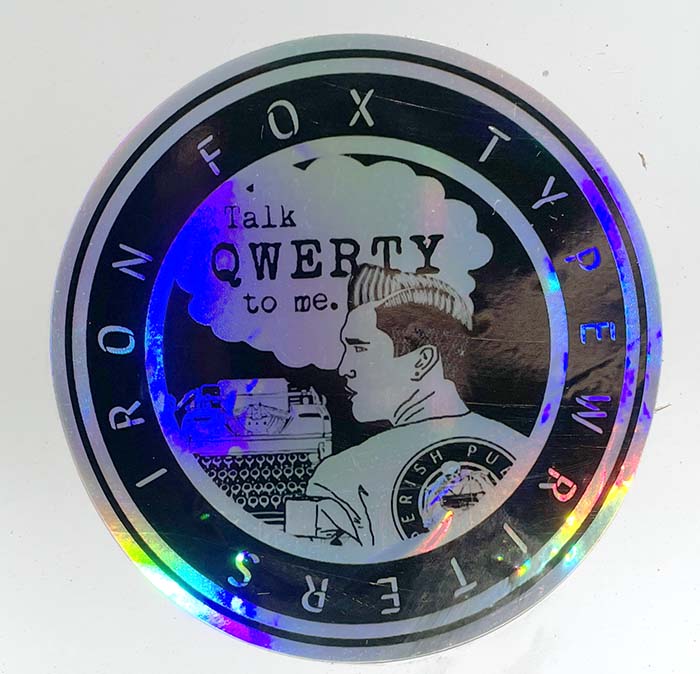 IRON FOX TYPEWRITERS
Talk
QWERTY
to me.